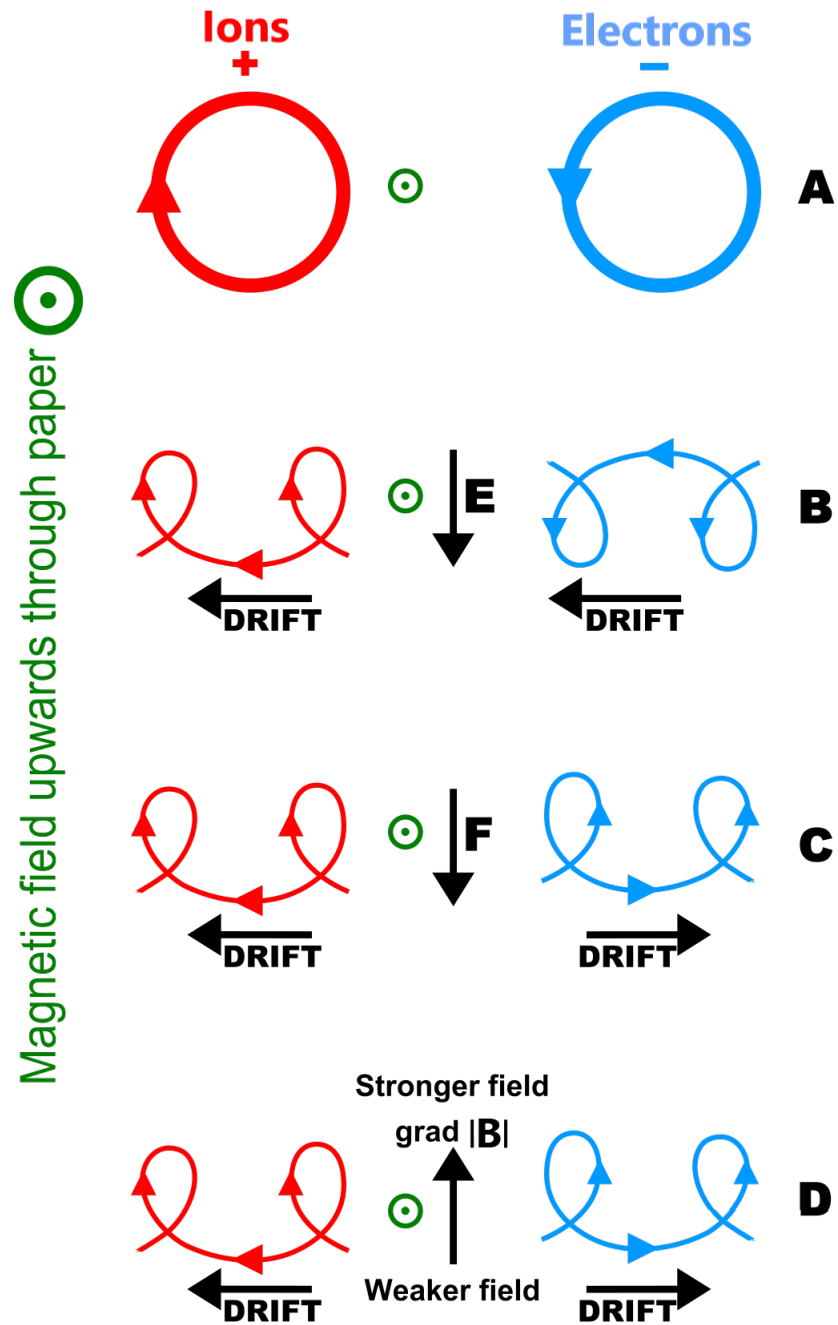 Ions
+
Electrons
−
A
Magnetic field upwards through paper
E
B
DRIFT
DRIFT
F
C
DRIFT
DRIFT
Stronger field
grad |B|
D
Weaker field
DRIFT
DRIFT